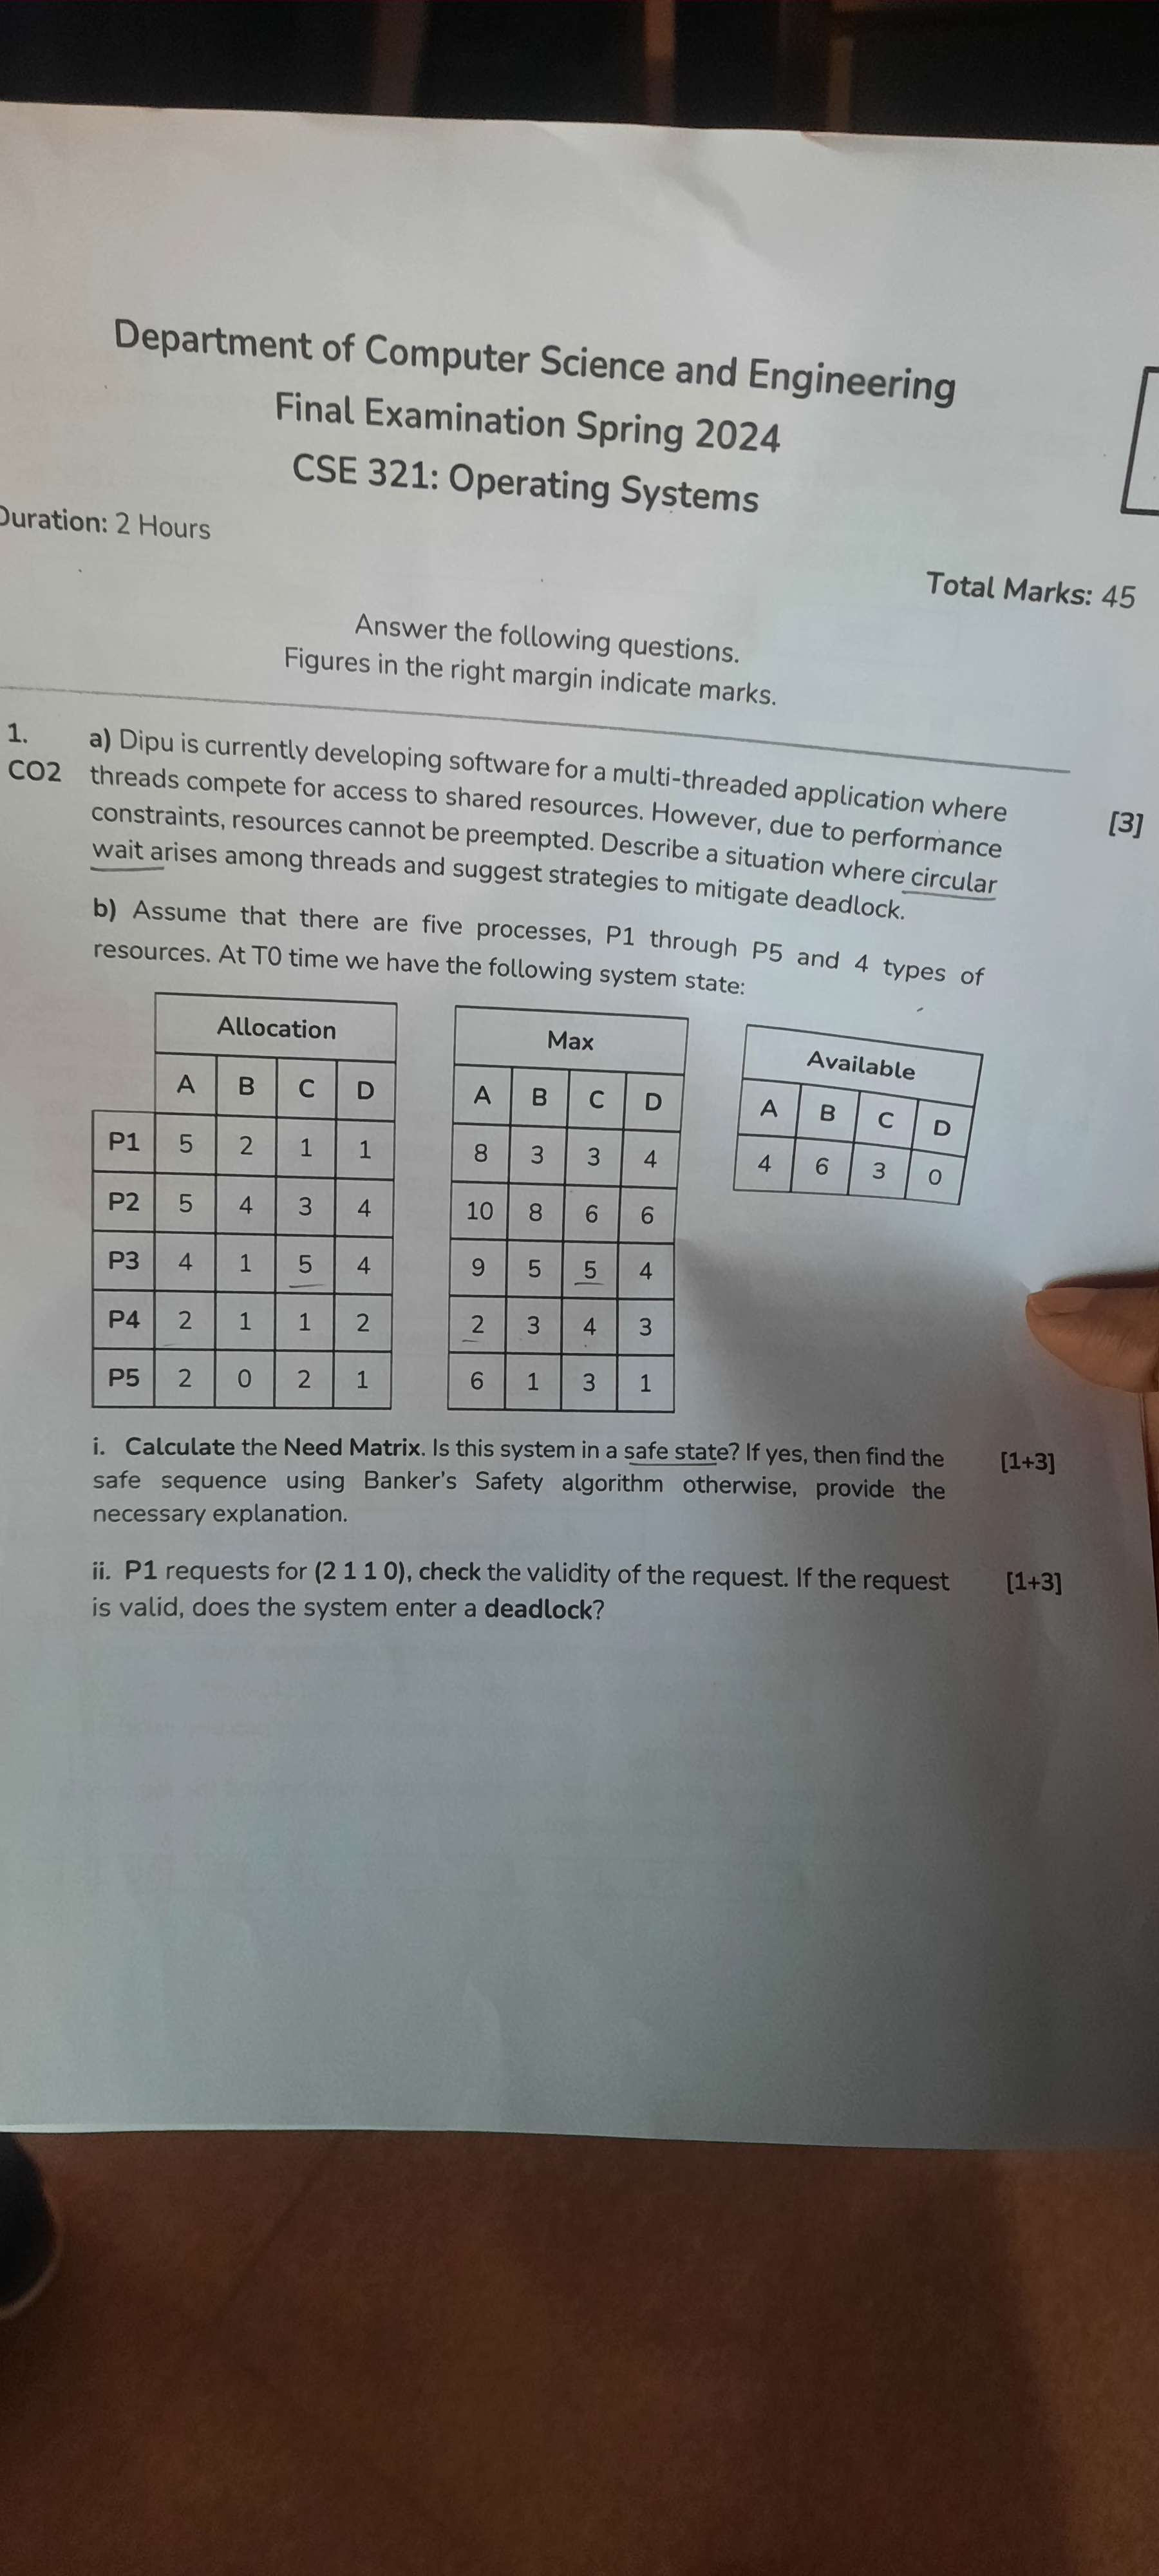 Department of Computer Science and Engineering
Final Examination Spring 2024
CSE 321: Operating Systems
Duration: 2 Hours
Total Marks: 45
Answer the following questions.
Figures in the right margin indicate marks.
1. a) Dipu is currently developing software for a multi-threaded application where [3]
CO2 threads compete for access to shared resources. However, due to performance
constraints, resources cannot be preempted. Describe a situation where circular
wait arises among threads and suggest strategies to mitigate deadlock.
b) Assume that there are five processes, P1 through P5 and 4 types of
resources. At T0 time we have the following system state:
Allocation Max Available
A B C D A B C D A B C D
P1 5 2 1 1 8 3 3 4 4 6 3 0
P2 5 4 3 4 10 8 6 6
P3 4 1 5 4 9 5 5 4
P4 2 1 1 2 2 3 4 3
P5 2 0 2 1 6 1 3 1
i. Calculate the Need Matrix. Is this system in a safe state? If yes, then find the [1+3]
safe sequence using Banker's Safety algorithm otherwise, provide the
necessary explanation.
ii. P1 requests for (2 1 1 0), check the validity of the request. If the request [1+3]
is valid, does the system enter a deadlock?